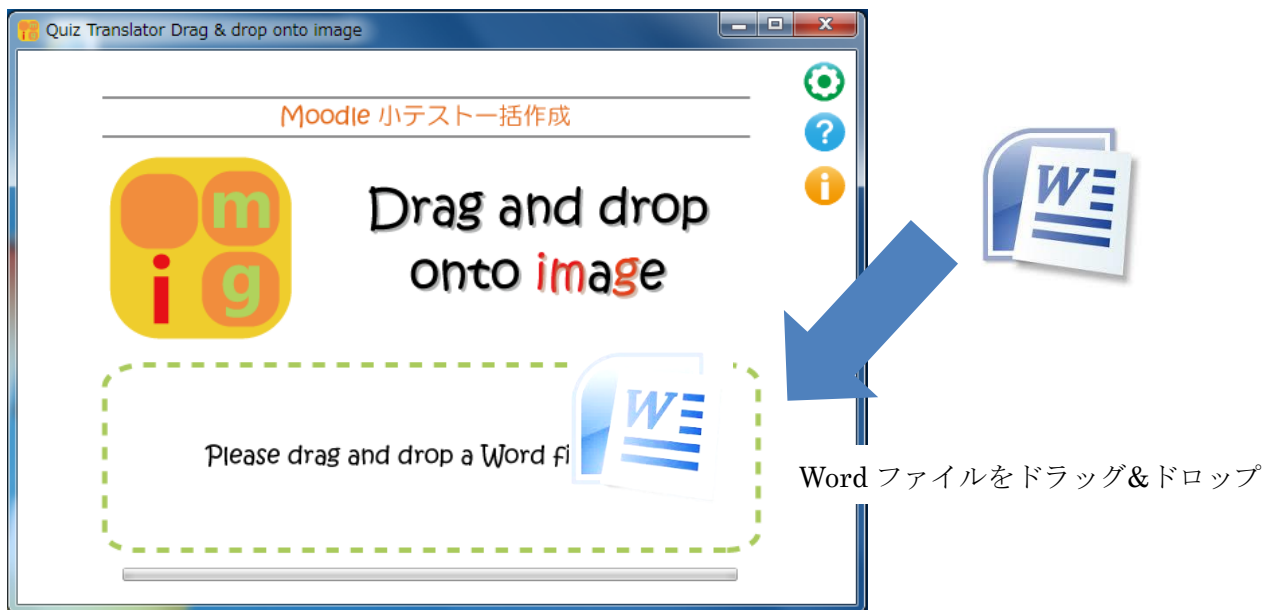 Quiz Translator Drag & drop onto image
Moodle 小テスト一括作成
m
i g
Drag and drop
onto image
Please drag and drop a Word fi
W
W
Word ファイルをドラッグ&ドロップ